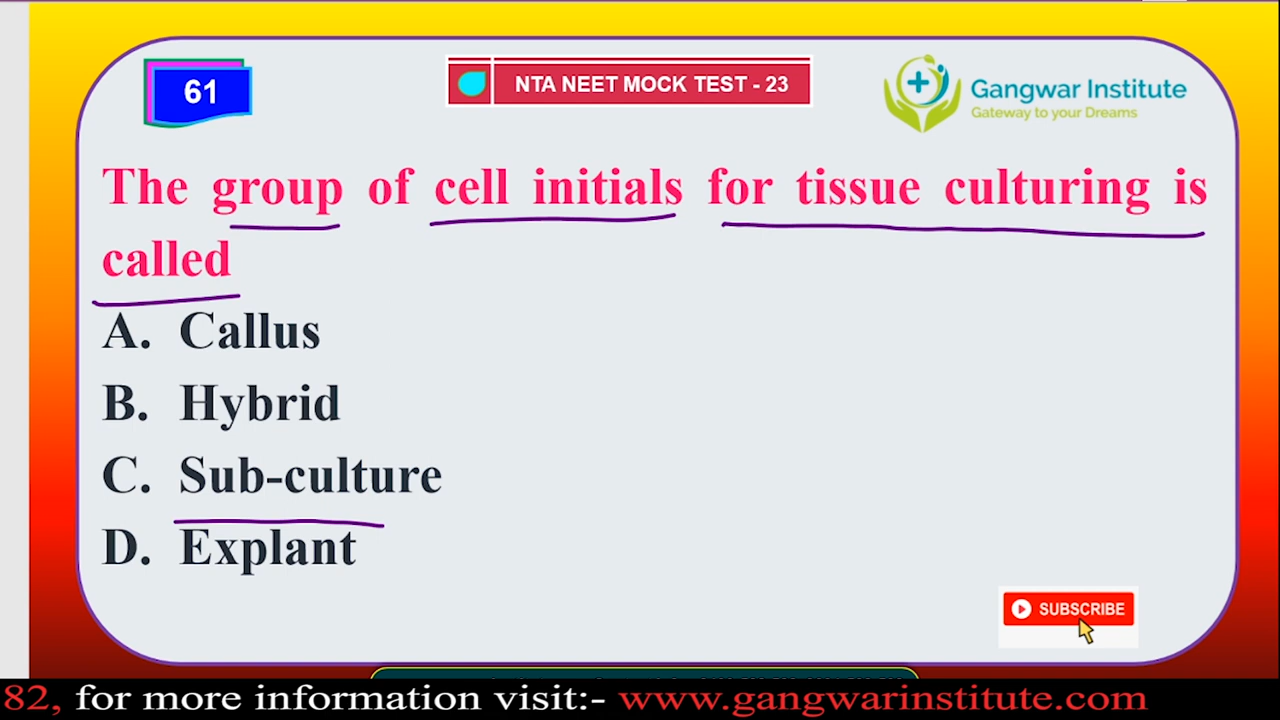 61
NTA NEET MOCK TEST - 23
Gangwar Institute
Gateway to your Dreams
The group of cell initials for tissue culturing is
called
A. Callus
B. Hybrid
C. Sub-culture
D. Explant
SUBSCRIBE
82, for more information visit:- www.gangwarinstitute.com